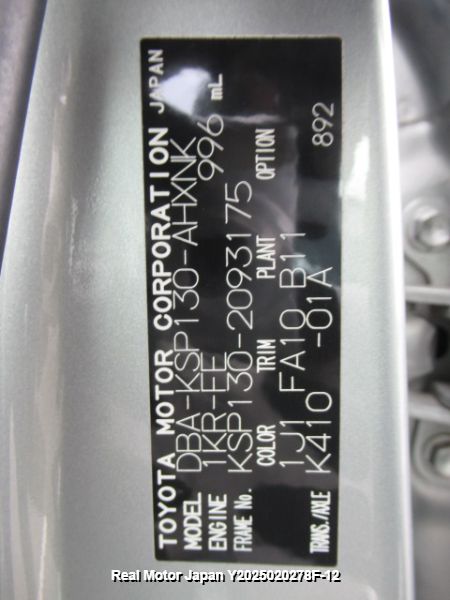 TOYOTA MOTOR CORPORATION JAPAN
MODEL DBA-KSP130-AHXNK
ENGINE 1KR-FE 996 mL
FRAME No. KSP130-2093175
COLOR TRIM PLANT OPTION
1J1 FA10 B11 892
TRANS./AXLE K410 -01A
Real Motor Japan Y2025020278F-12